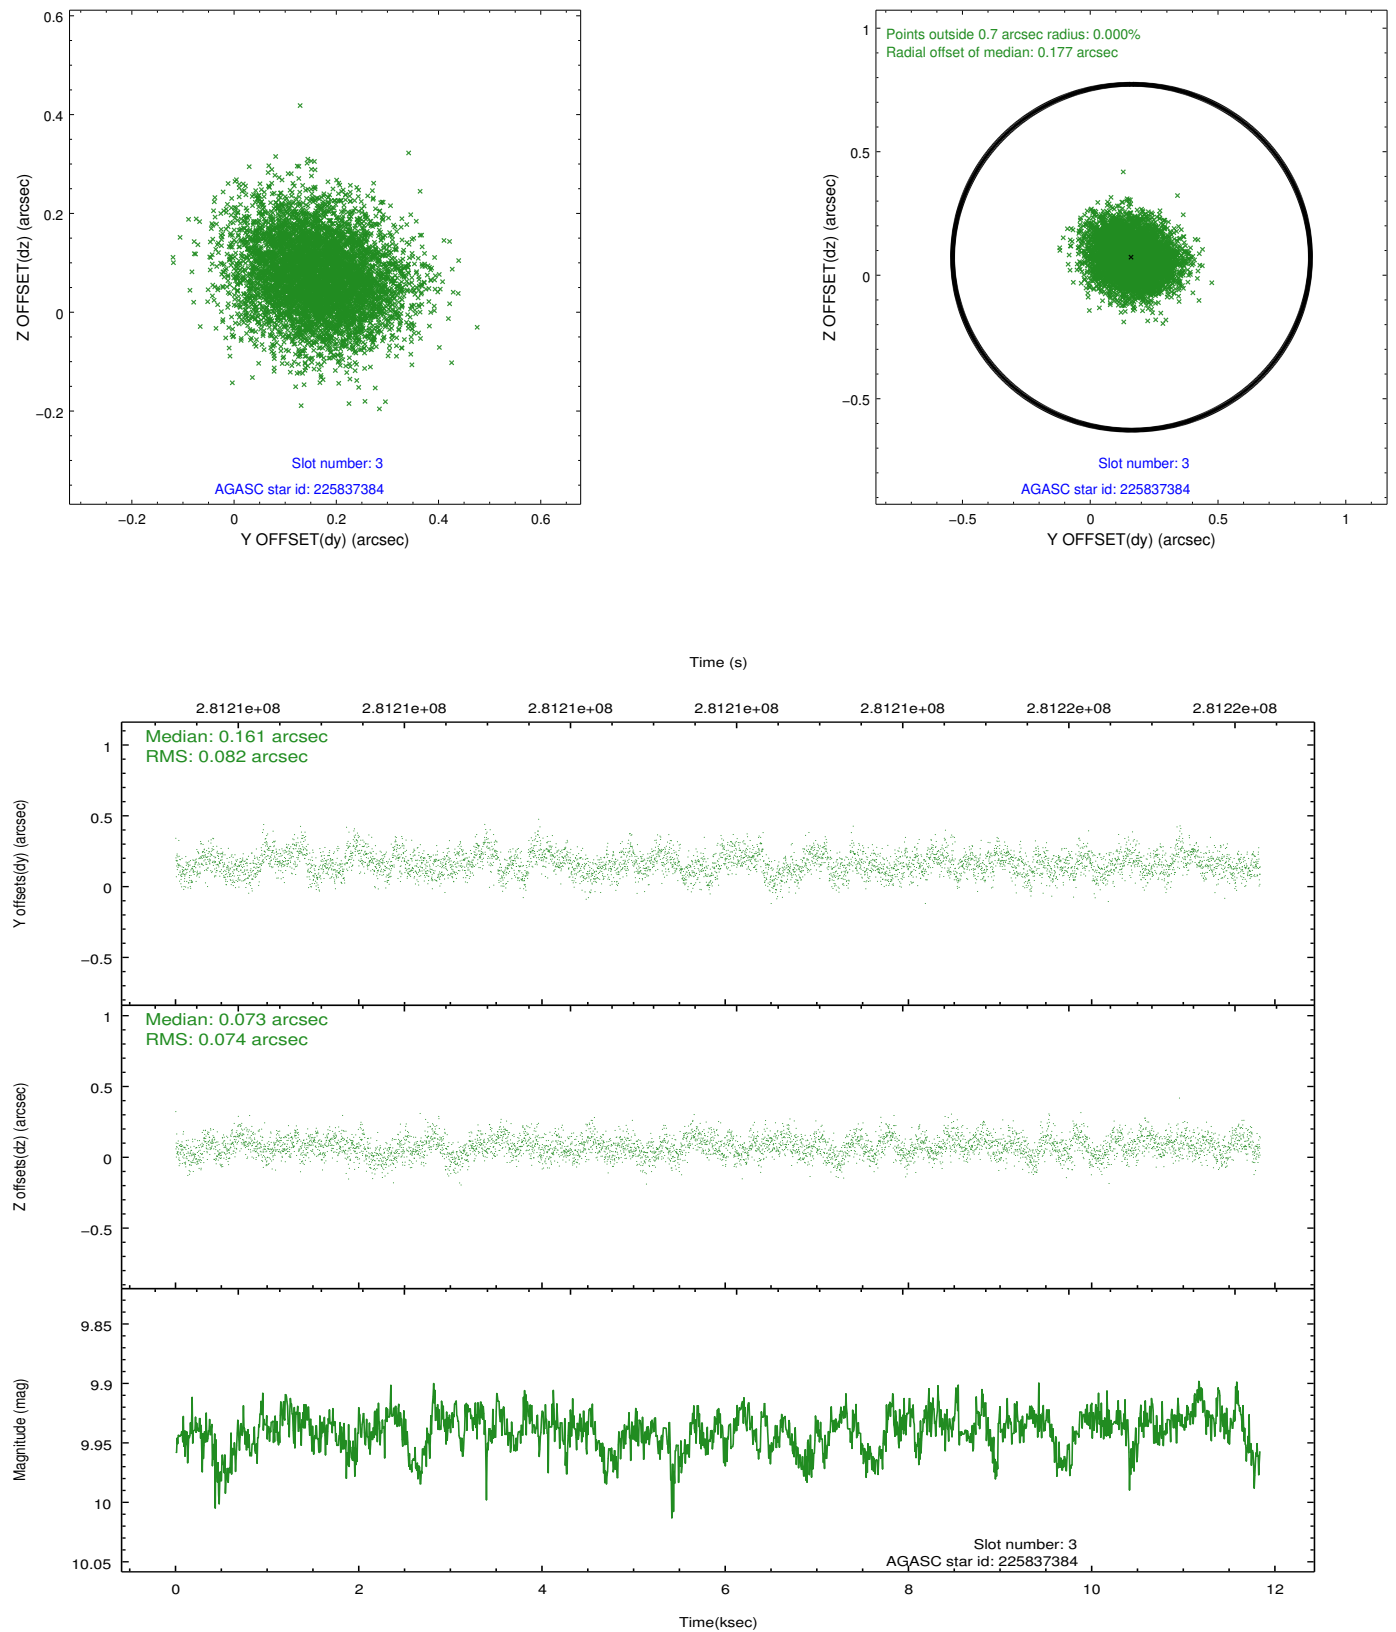 0.6
0.4
0.2
0
−0.2
Z OFFSET(dz) (arcsec)
Slot number: 3
AGASC star id: 225837384
−0.2 0 0.2 0.4 0.6
Y OFFSET(dy) (arcsec)
Points outside 0.7 arcsec radius: 0.000%
Radial offset of median: 0.177 arcsec
1
0.5
0
−0.5
Z OFFSET(dz) (arcsec)
Slot number: 3
AGASC star id: 225837384
−0.5 0 0.5 1
Y OFFSET(dy) (arcsec)
Time (s)
2.8121e+08 2.8121e+08 2.8121e+08 2.8121e+08 2.8121e+08 2.8122e+08 2.8122e+08
Median: 0.161 arcsec
RMS: 0.082 arcsec
1
0.5
0
−0.5
Y offsets(dy) (arcsec)
Median: 0.073 arcsec
RMS: 0.074 arcsec
1
0.5
0
−0.5
Z offsets(dz) (arcsec)
9.85
9.9
9.95
10
10.05
Magnitude (mag)
Slot number: 3
AGASC star id: 225837384
0 2 4 6 8 10 12
Time(ksec)